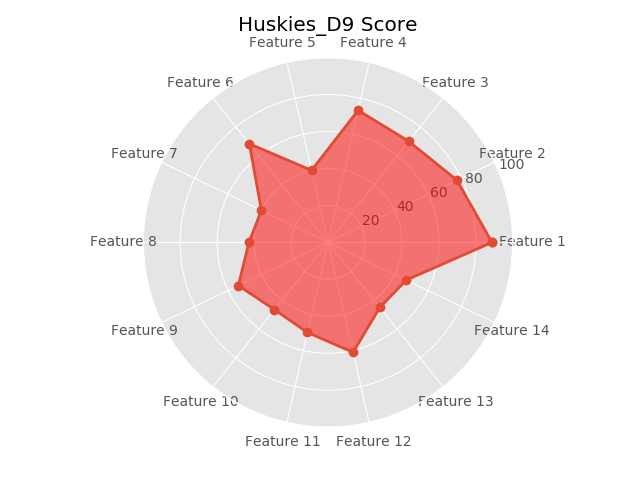 Huskies_D9 Score
Feature 5
Feature 4
Feature 6
Feature 3
Feature 7
Feature 2
100
80
60
40
20
Feature 8
Feature 1
Feature 9
Feature 14
Feature 10
Feature 13
Feature 11
Feature 12